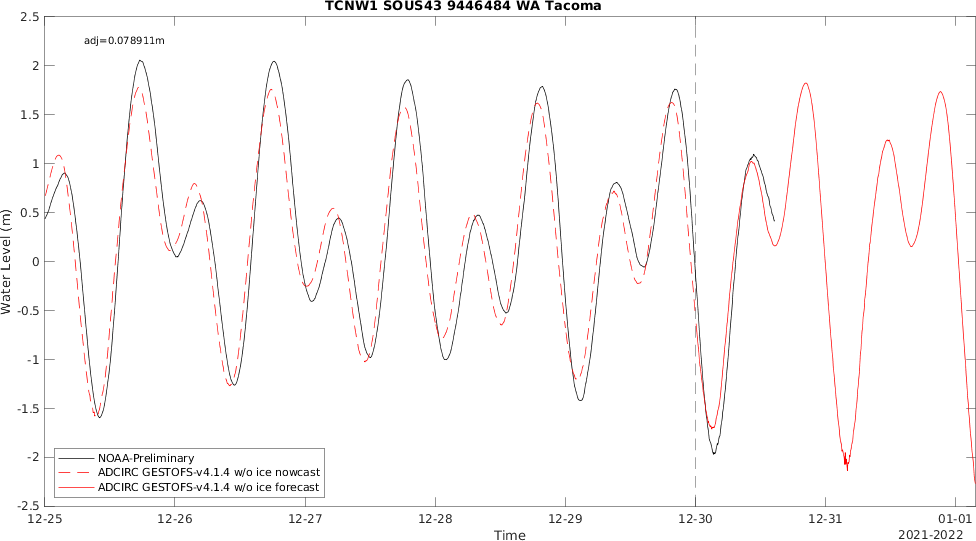 TCNW1 SOUS43 9446484 WA Tacoma
2.5
adj=0.078911m
2
1.5
1
0.5
0
-0.5
-1
-1.5
-2
-2.5
Water Level (m)
NOAA-Preliminary
ADCIRC GESTOFS-v4.1.4 w/o ice nowcast
ADCIRC GESTOFS-v4.1.4 w/o ice forecast
12-25 12-26 12-27 12-28 12-29 12-30 12-31 01-01
Time
2021-2022